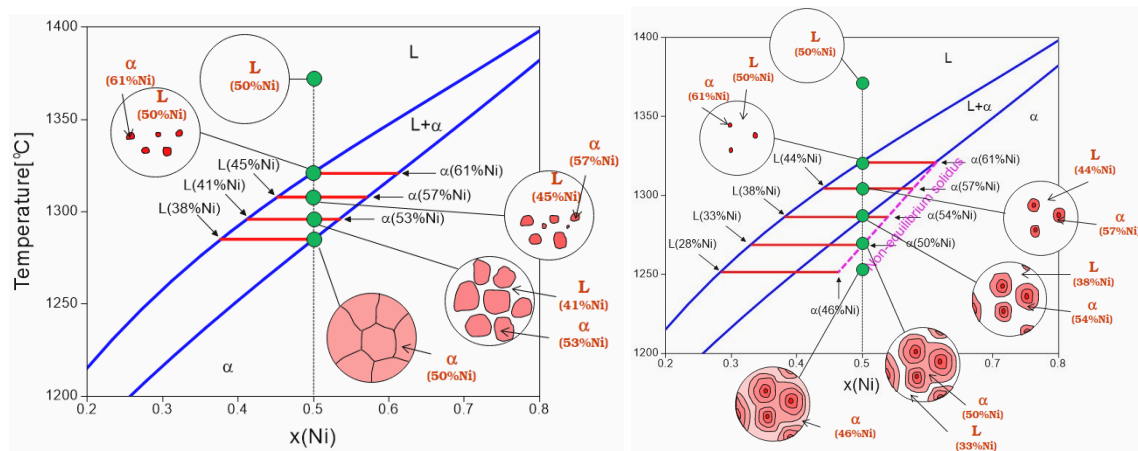 1400
1350
1300
1250
1200
Temperature[°C]
0.2
0.3
0.4
0.5
0.6
0.7
0.8
x(Ni)
L
L+α
α
L
(50%Ni)
α
(61%Ni)
L
(50%Ni)
L(45%Ni)
L(41%Ni)
L(38%Ni)
α(61%Ni)
α(57%Ni)
α(53%Ni)
α
(57%Ni)
L
(45%Ni)
L
(41%Ni)
α
(53%Ni)
α
(50%Ni)
1400
1350
1300
1250
1200
0.2
0.3
0.4
0.5
0.6
0.7
0.8
x(Ni)
L
L+α
α
L
(50%Ni)
α
(61%Ni)
L
(50%Ni)
L(44%Ni)
L(38%Ni)
L(33%Ni)
L(28%Ni)
α(61%Ni)
α(57%Ni)
α(54%Ni)
α(50%Ni)
α(46%Ni)
Non-equilibrium solidus
L
(44%Ni)
α
(57%Ni)
L
(38%Ni)
α
(54%Ni)
α
(50%Ni)
L
(33%Ni)
α
(46%Ni)